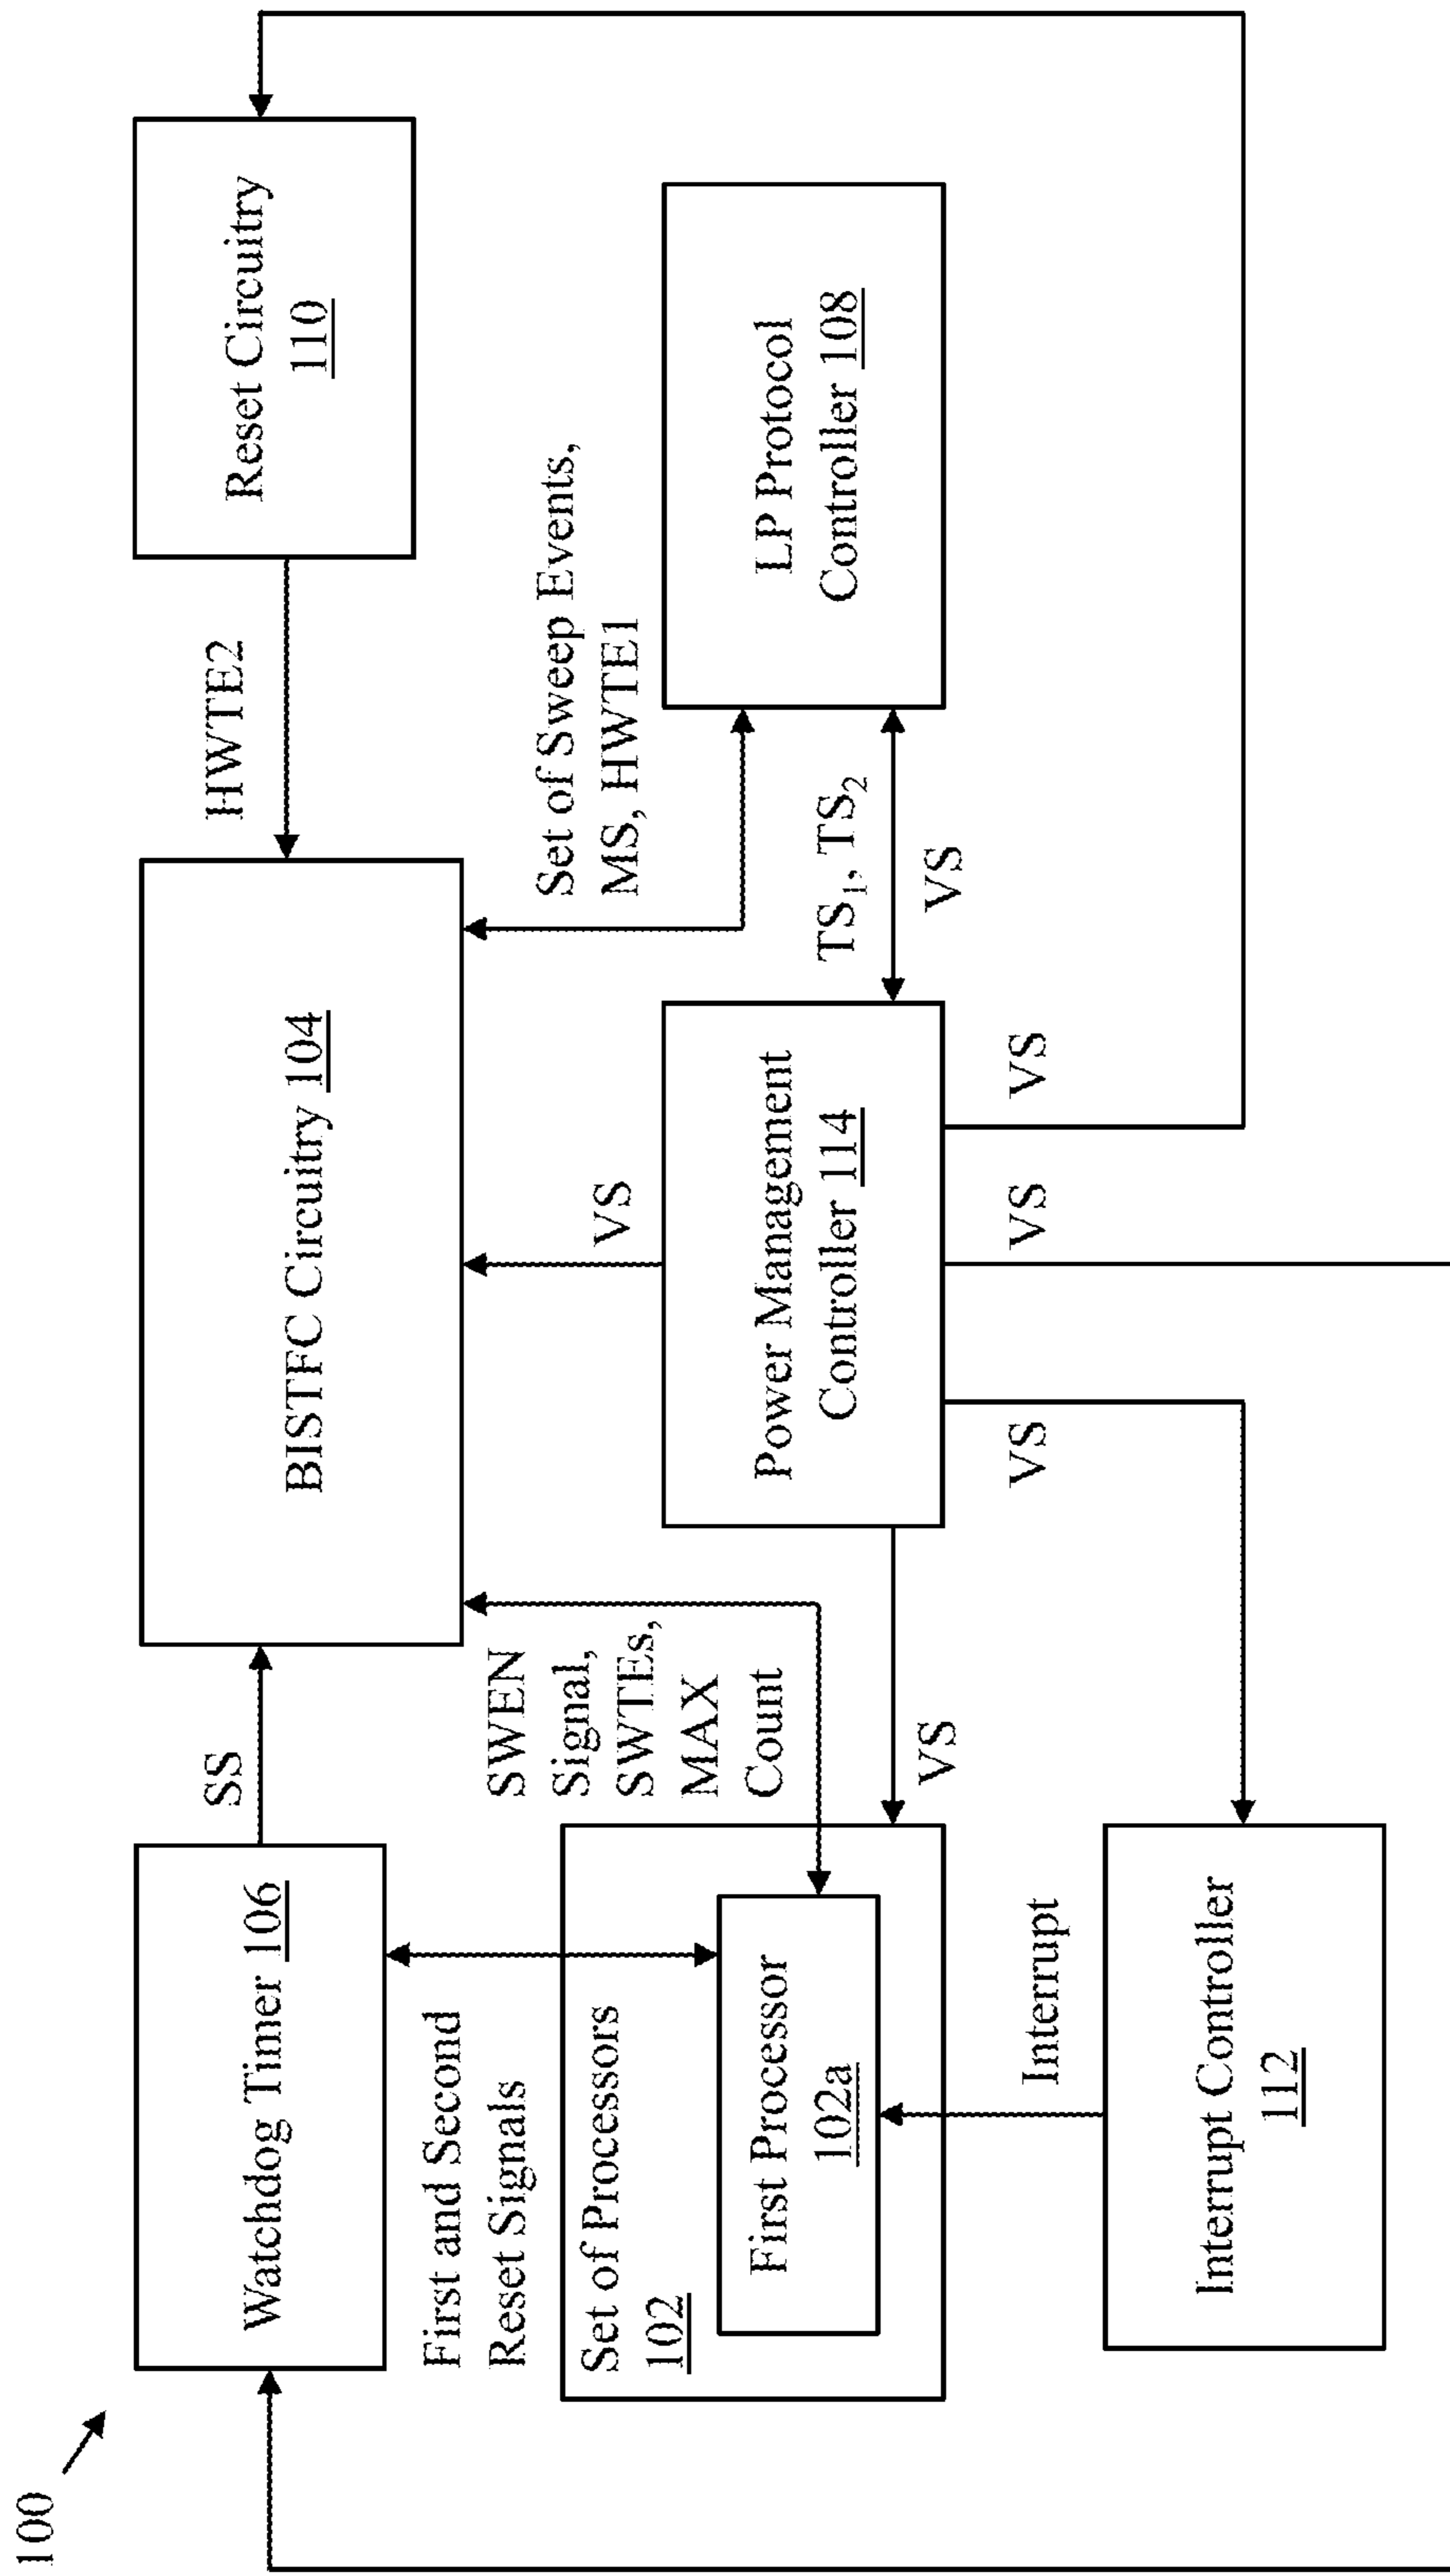 100
Watchdog Timer 106
SS
BISTFC Circuitry 104
HWTE2
Reset Circuitry
110
First and Second
Reset Signals
SWEN
Signal,
SWTEs,
MAX
Count
VS
Set of Sweep Events,
MS, HWTE1
Set of Processors
102
First Processor
102a
VS
Power Management
Controller 114
TS₁, TS₂
VS
LP Protocol
Controller 108
Interrupt
VS
VS
VS
Interrupt Controller
112